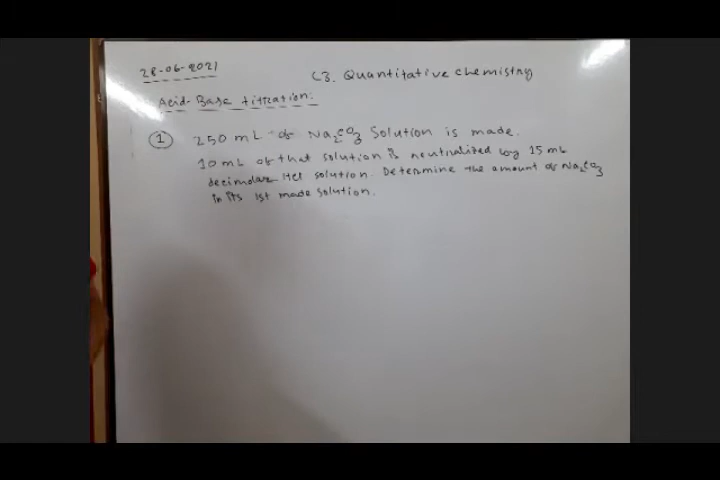 28-06-2021
C3. Quantitative chemistry
Acid-Base titration:
1 250 mL of Na2CO3 Solution is made.
10 mL of that solution is neutralized by 15 mL
decimolar HCl solution. Determine the amount of Na2CO3
in its 1st made solution.